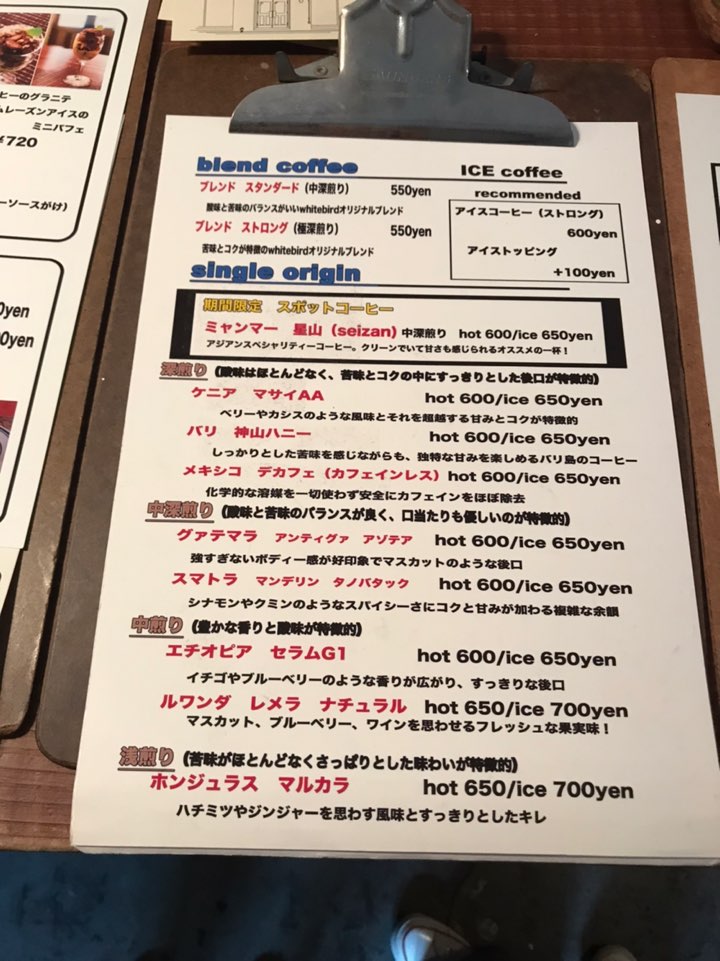 ヒーのグラニテ
ムレーズンアイスの
ミニパフェ
¥720
ーソースがけ)
0yen
0yen
blend coffee
ブレンド スタンダード(中深煎り) 550yen
酸味と苦味のバランスがいいwhitebirdオリジナルブレンド
ブレンド ストロング(極深煎り) 550yen
苦味とコクが特徴のwhitebirdオリジナルブレンド
ICE coffee
recommended
アイスコーヒー(ストロング)
600yen
アイストッピング
+100yen
single origin
期間限定 スポットコーヒー
ミャンマー 星山(seizan)中深煎り hot 600/ice 650yen
アジアンスペシャリティーコーヒー。クリーンでいて甘さも感じられるオススメの一杯!
深煎り(酸味はほとんどなく、苦味とコクの中にすっきりとした後口が特徴的)
ケニア マサイAA hot 600/ice 650yen
ベリーやカシスのような風味とそれを超越する甘みとコクが特徴的
バリ 神山ハニー hot 600/ice 650yen
しっかりとした苦味を感じながらも、独特な甘みを楽しめるバリ島のコーヒー
メキシコ デカフェ(カフェインレス) hot 600/ice 650yen
化学的な溶媒を一切使わず安全にカフェインをほぼ除去
中深煎り(酸味と苦味のバランスが良く、口当たりも優しいのが特徴的)
グァテマラ アンティグァ アゾテア hot 600/ice 650yen
強すぎないボディー感が好印象でマスカットのような後口
スマトラ マンデリン タノバタック hot 600/ice 650yen
シナモンやクミンのようなスパイシーさにコクと甘みが加わる複雑な余韻
中煎り(豊かな香りと酸味が特徴的)
エチオピア セラムG1 hot 600/ice 650yen
イチゴやブルーベリーのような香りが広がり、すっきりな後口
ルワンダ レメラ ナチュラル hot 650/ice 700yen
マスカット、ブルーベリー、ワインを思わせるフレッシュな果実味!
浅煎り(苦味がほとんどなくさっぱりとした味わいが特徴的)
ホンジュラス マルカラ hot 650/ice 700yen
ハチミツやジンジャーを思わす風味とすっきりとしたキレ